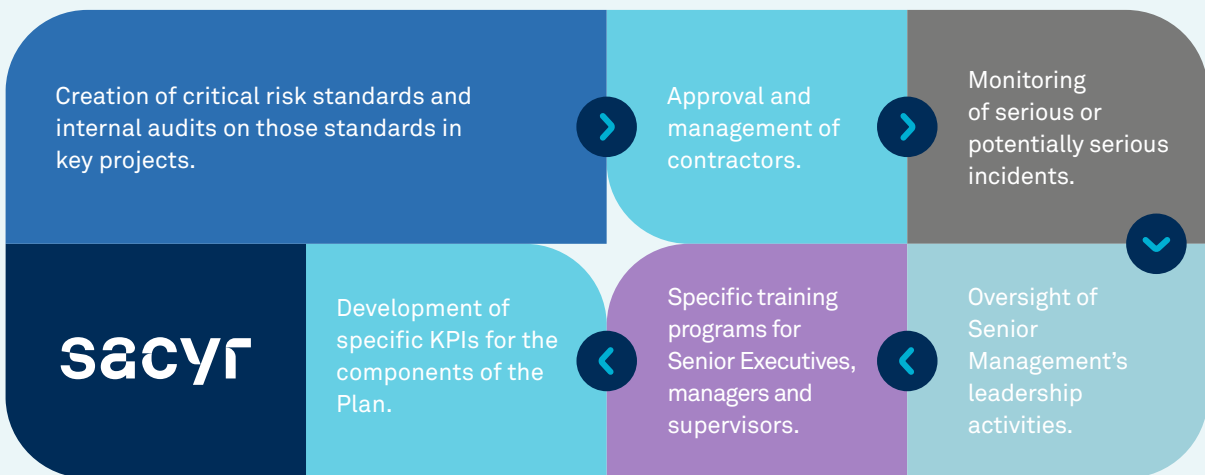 Creation of critical risk standards and
internal audits on those standards in
key projects.
Approval and
management of
contractors.
Monitoring
of serious or
potentially serious
incidents.
Oversight of
Senior
Management’s
leadership
activities.
Specific training
programs for
Senior Executives,
managers and
supervisors.
Development of
specific KPIs for the
components of the
Plan.
sacyr